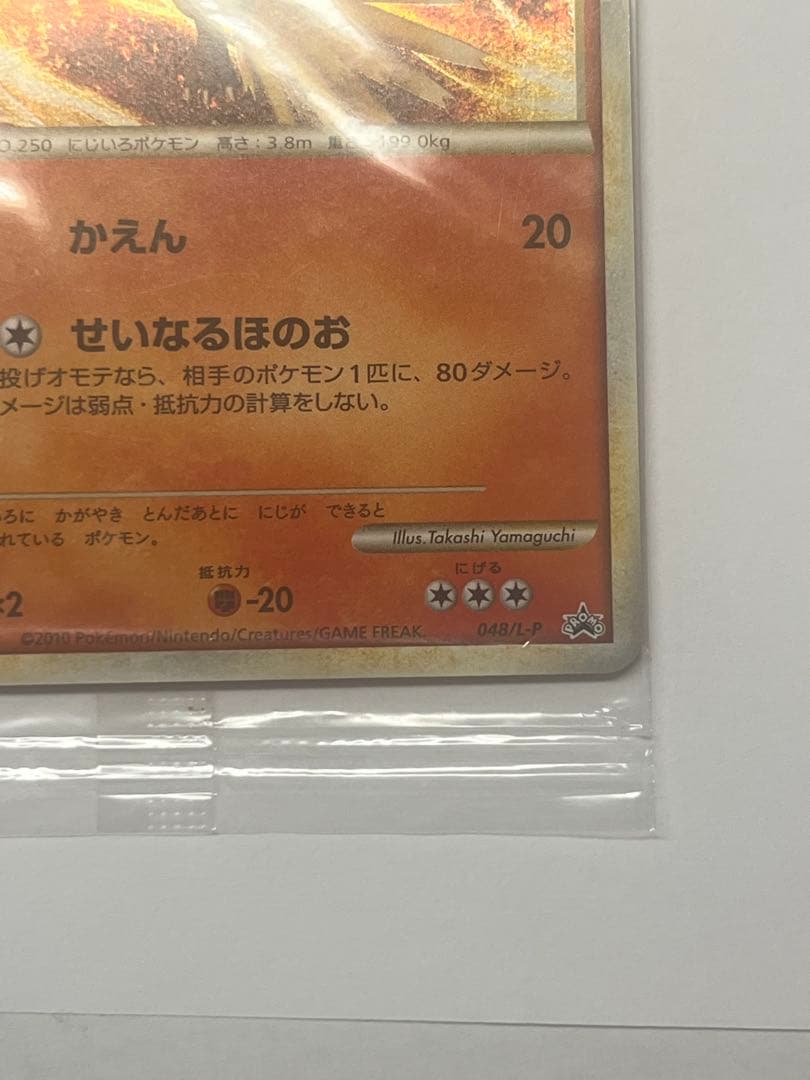 O.250 にじいろポケモン 高さ:3.8m 重さ 199.0kg
かえん 20
せいなるほのお
投げオモテなら、相手のポケモン1匹に、80ダメージ。
メージは弱点・抵抗力の計算をしない。
ろに かがやき とんだあとに にじが できると
れている ポケモン。
Illus.Takashi Yamaguchi
抵抗力 にげる
×2 -20
©2010 Pokémon/Nintendo/Creatures/GAME FREAK. 048/L-P PROMO